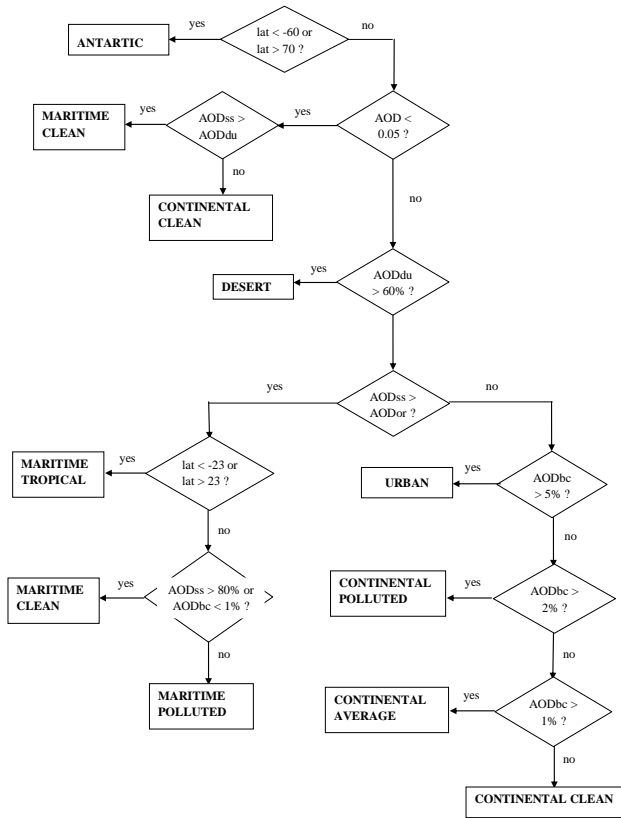 yes
lat < -60 or
lat > 70 ?
no
ANTARTIC
MARITIME
CLEAN
yes
AODss >
AODdu
yes
AOD <
0.05 ?
no
CONTINENTAL
CLEAN
no
DESERT
yes
AODdu
> 60% ?
yes
AODss >
AODor ?
no
MARITIME
TROPICAL
yes
lat < -23 or
lat > 23 ?
URBAN
yes
AODbc
> 5% ?
no
no
MARITIME
CLEAN
yes
AODss > 80% or
AODbc < 1% ?
CONTINENTAL
POLLUTED
yes
AODbc >
2% ?
no
no
MARITIME
POLLUTED
CONTINENTAL
AVERAGE
yes
AODbc >
1% ?
no
CONTINENTAL CLEAN